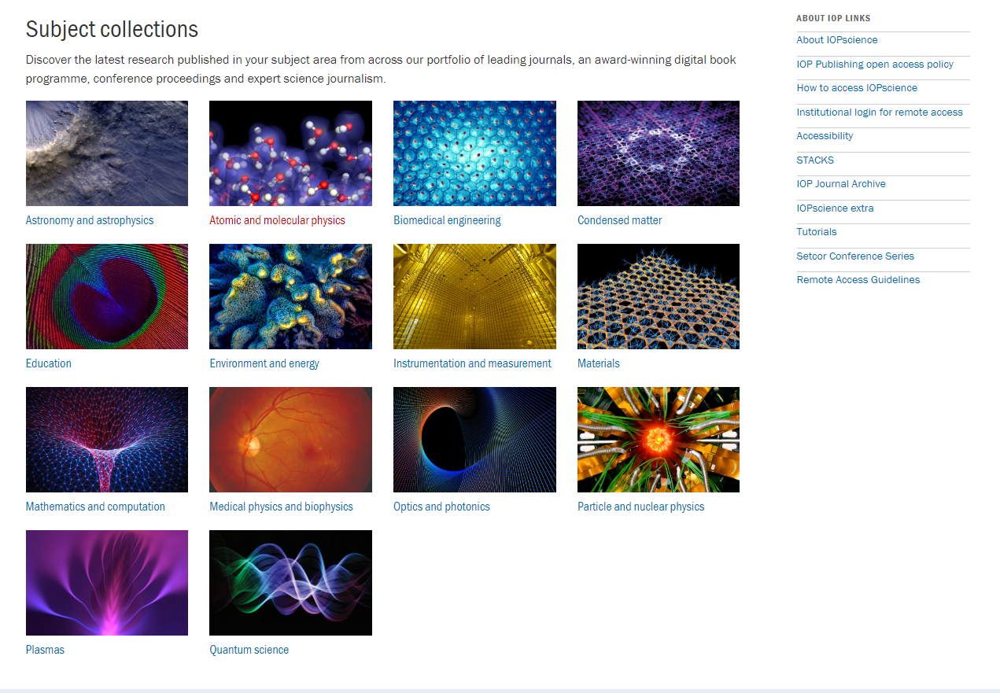 Subject collections
Discover the latest research published in your subject area from across our portfolio of leading journals, an award-winning digital book
programme, conference proceedings and expert science journalism.
Astronomy and astrophysics
Atomic and molecular physics
Biomedical engineering
Condensed matter
Education
Environment and energy
Instrumentation and measurement
Materials
Mathematics and computation
Medical physics and biophysics
Optics and photonics
Particle and nuclear physics
Plasmas
Quantum science
ABOUT IOP LINKS
About IOPscience
IOP Publishing open access policy
How to access IOPscience
Institutional login for remote access
Accessibility
STACKS
IOP Journal Archive
IOPscience extra
Tutorials
Setcor Conference Series
Remote Access Guidelines